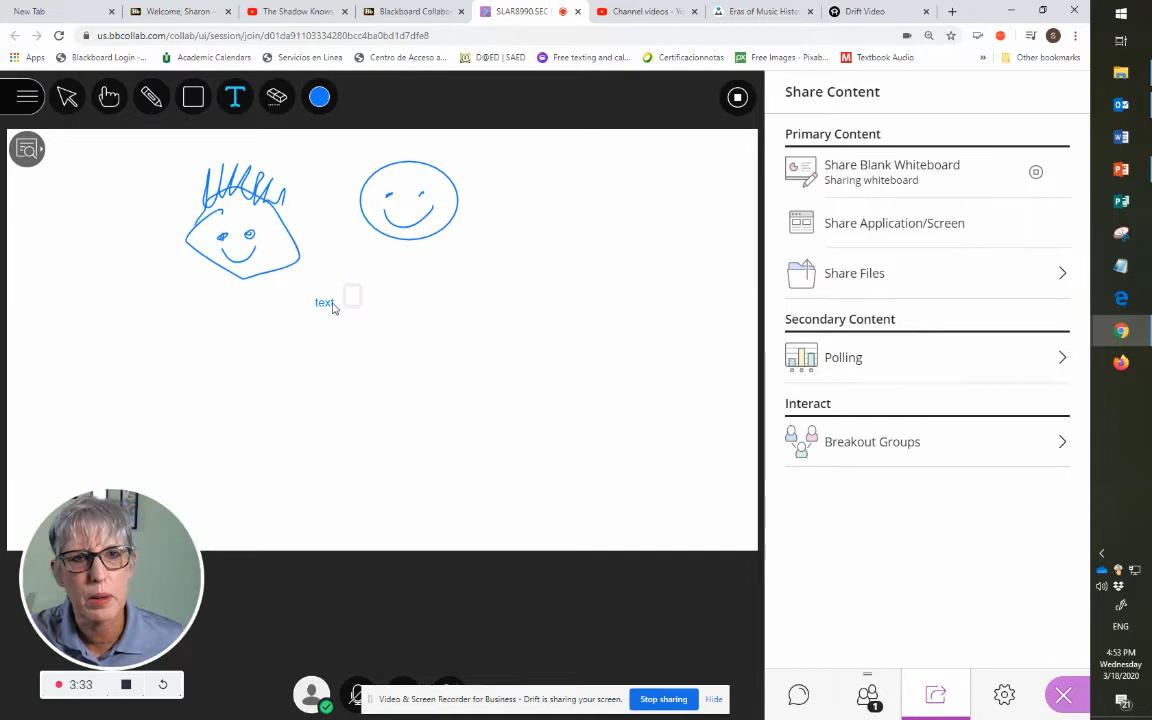 New Tab
Welcome, Sharon –
The Shadow Knows
Blackboard Collabo
SLAR8990.SEC
Channel videos - Yo
Eras of Music Histo
Drift Video
us.bbcollab.com/collab/ui/session/join/d01da91103334280bcc4ba0bd1d7dfe8
Apps
Blackboard Login -...
Academic Calendars
Servicios en Linea
Centro de Acceso a...
D@ED | SAED
Free texting and cal...
Certificacionnotas
Free Images - Pixab...
Textbook Audio
Other bookmarks
text
Share Content
Primary Content
Share Blank Whiteboard
Sharing whiteboard
Share Application/Screen
Share Files
Secondary Content
Polling
Interact
Breakout Groups
3:33
Video & Screen Recorder for Business - Drift is sharing your screen.
Stop sharing
Hide
1
ENG
4:53 PM
Wednesday
3/18/2020
21